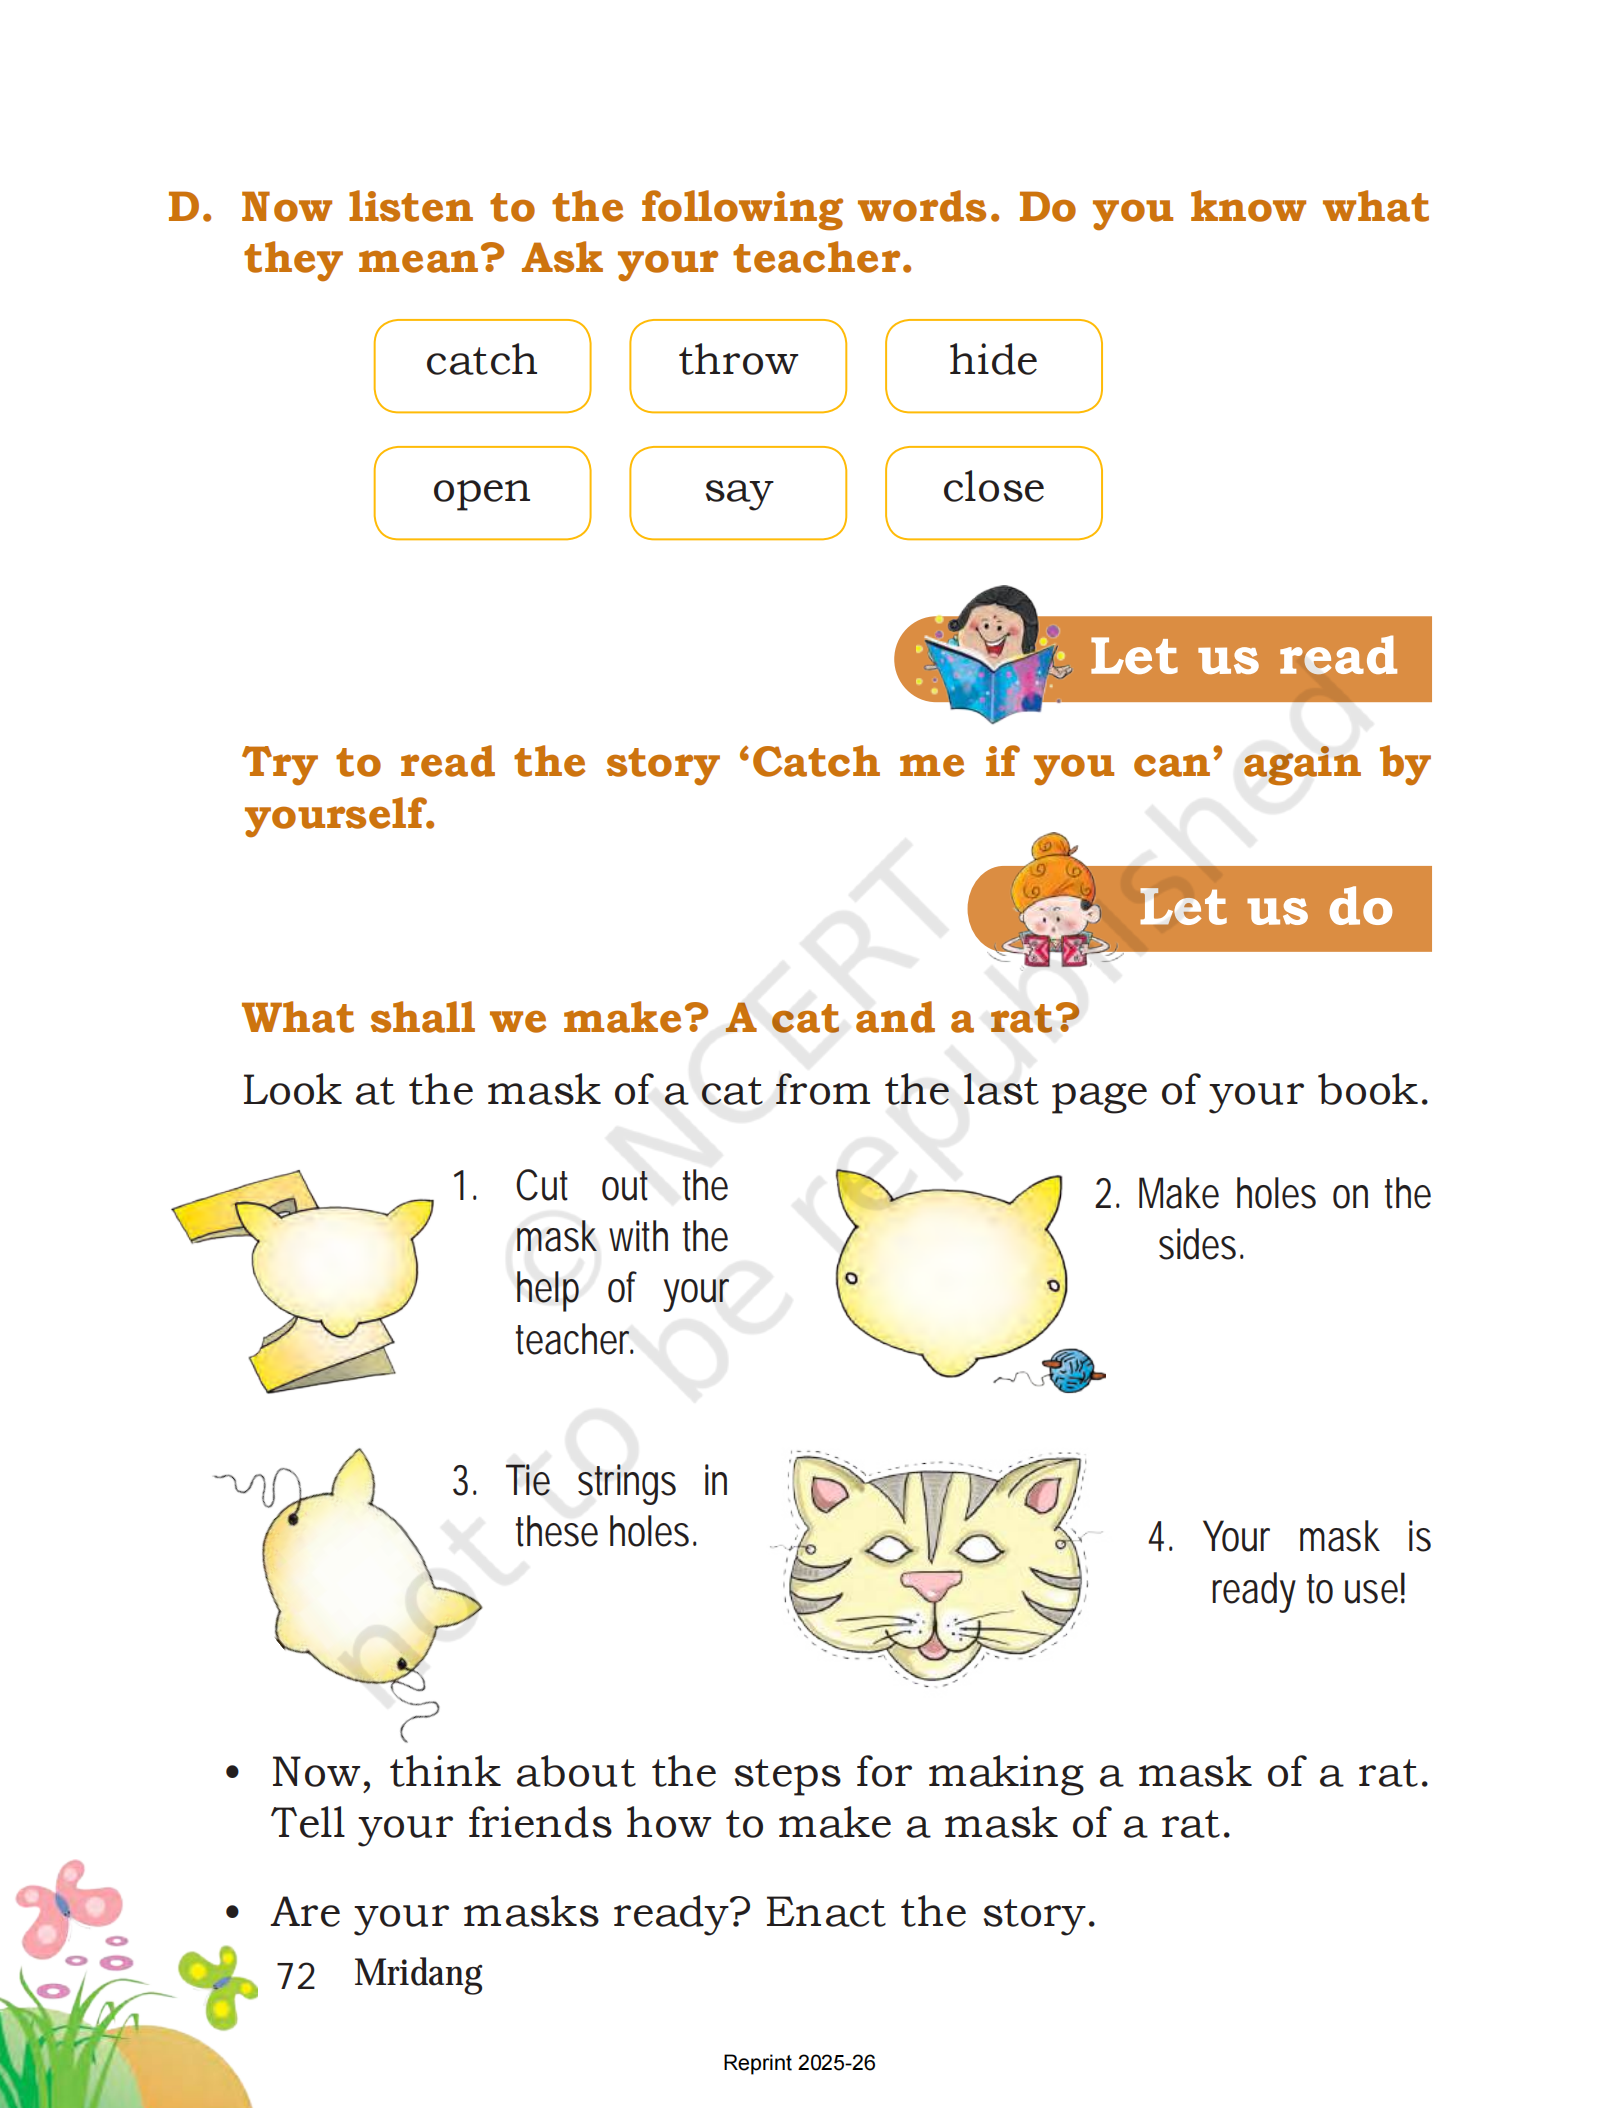 D. Now listen to the following words. Do you know what
they mean? Ask your teacher.
catch throw hide
open say close
Let us read
Try to read the story ‘Catch me if you can’ again by
yourself.
Let us do
What shall we make? A cat and a rat?
Look at the mask of a cat from the last page of your book.
1. Cut out the
mask with the
help of your
teacher.
2. Make holes on the
sides.
3. Tie strings in
these holes.
4. Your mask is
ready to use!
• Now, think about the steps for making a mask of a rat.
Tell your friends how to make a mask of a rat.
• Are your masks ready? Enact the story.
72 Mridang
Reprint 2025-26
© NCERT
not to be republished